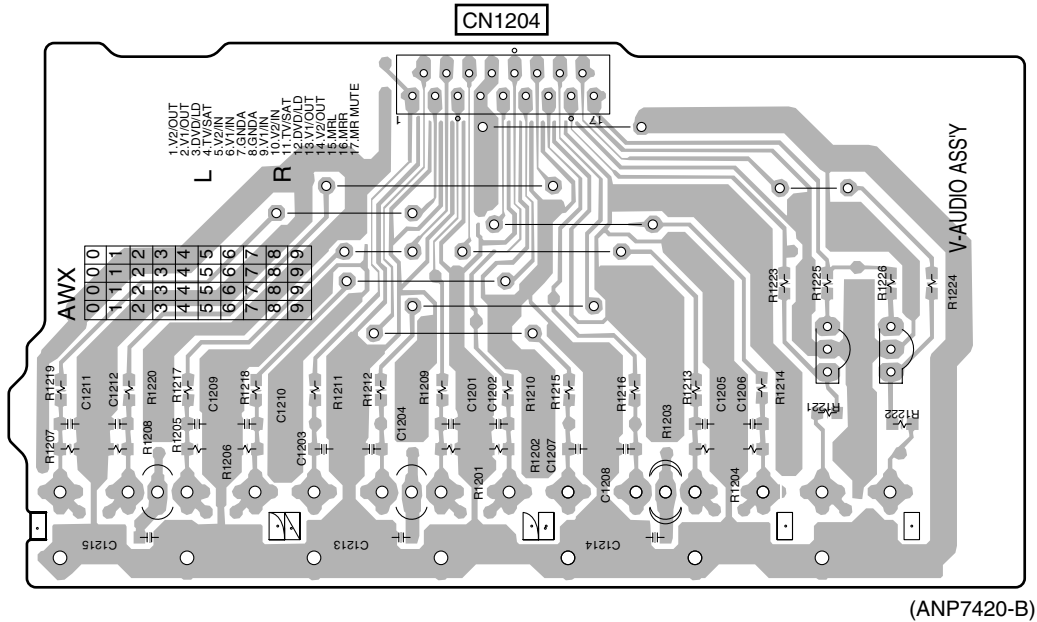 CN1204
1 17
1.V2/OUT
2.V1/OUT
3.DVD/LD
4.TV/SAT
5.V2/IN
6.V1/IN
7.GNDA
8.GNDA
9.V1/IN
10.V2/IN
11.TV/SAT
12.DVD/LD
13.V1/OUT
14.V2/OUT
15.MRL
16.MRR
17.MR MUTE
L
R
V-AUDIO ASS'Y
AWX
0 1 2 3 4 5 6 7 8 9
0 1 2 3 4 5 6 7 8 9
0 1 2 3 4 5 6 7 8 9
0 1 2 3 4 5 6 7 8 9
R1223
R1225
R1226
R1224
R1219
C1211
C1212
R1220
R1217
C1209
R1218
C1210
R1211
R1212
C1204
R1209
C1201
C1202
R1210
R1215
R1216
R1213
C1205
C1206
R1214
R1221
R1222
R1207
R1208
R1205
R1206
C1203
R1201
R1202
C1207
C1208
R1203
R1204
C1215
C1213
C1214
(ANP7420-B)